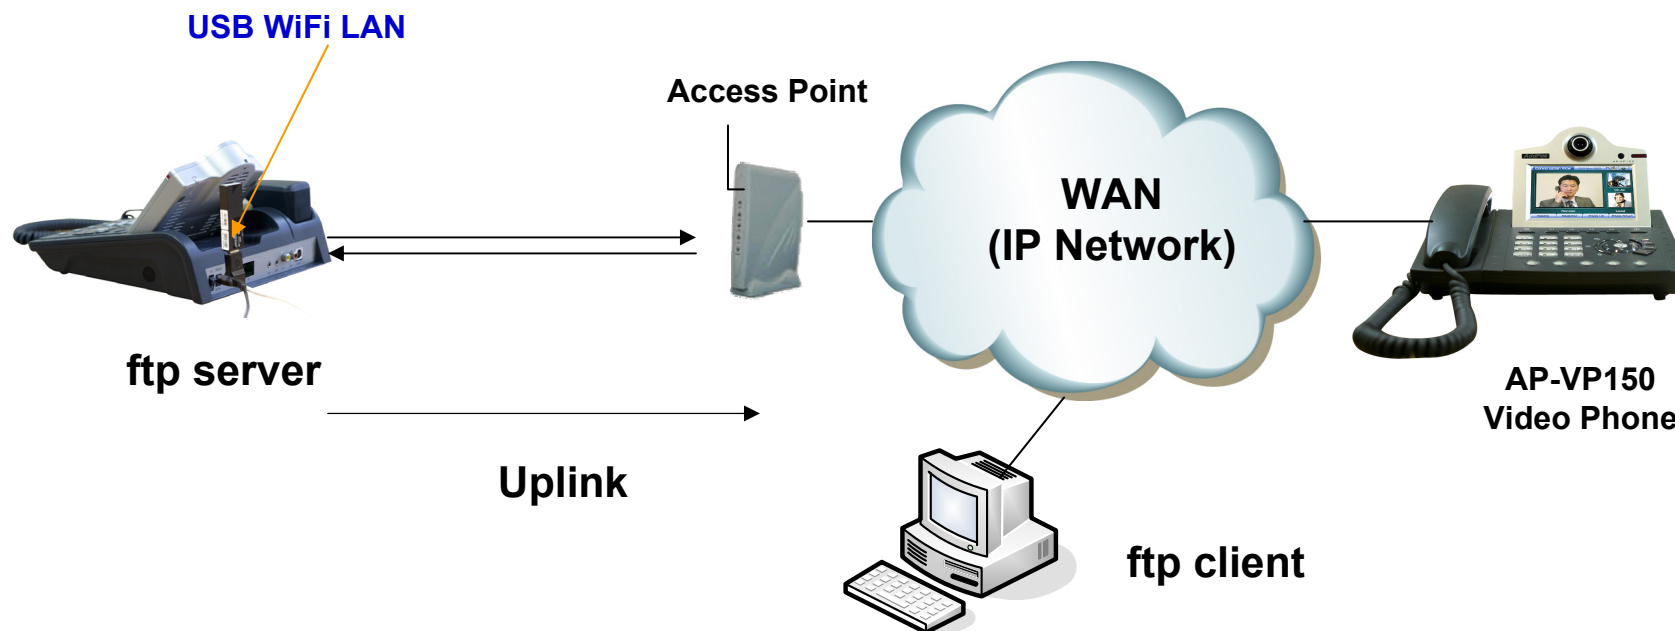 USB WiFi LAN
Access Point
WAN
(IP Network)
ftp server
AP-VP150
Video Phone
Uplink
ftp client